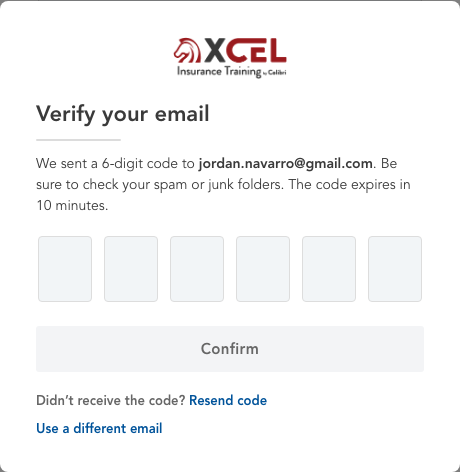 XCEL
Insurance Training by Colibri
Verify your email
We sent a 6-digit code to jordan.navarro@gmail.com. Be
sure to check your spam or junk folders. The code expires in
10 minutes.
Confirm
Didn’t receive the code? Resend code
Use a different email